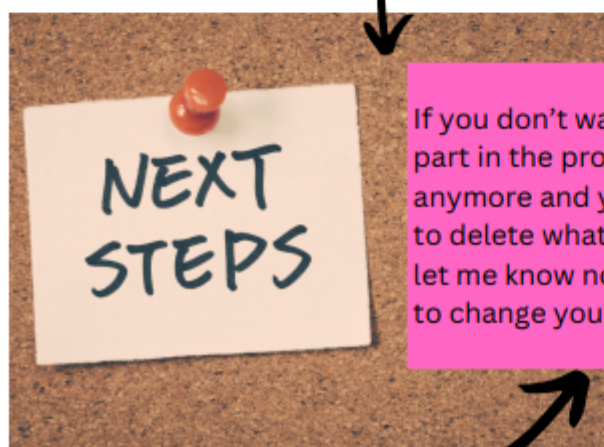 NEXT
STEPS
If you don't wa
part in the pro
anymore and y
to delete what
let me know no
to change you